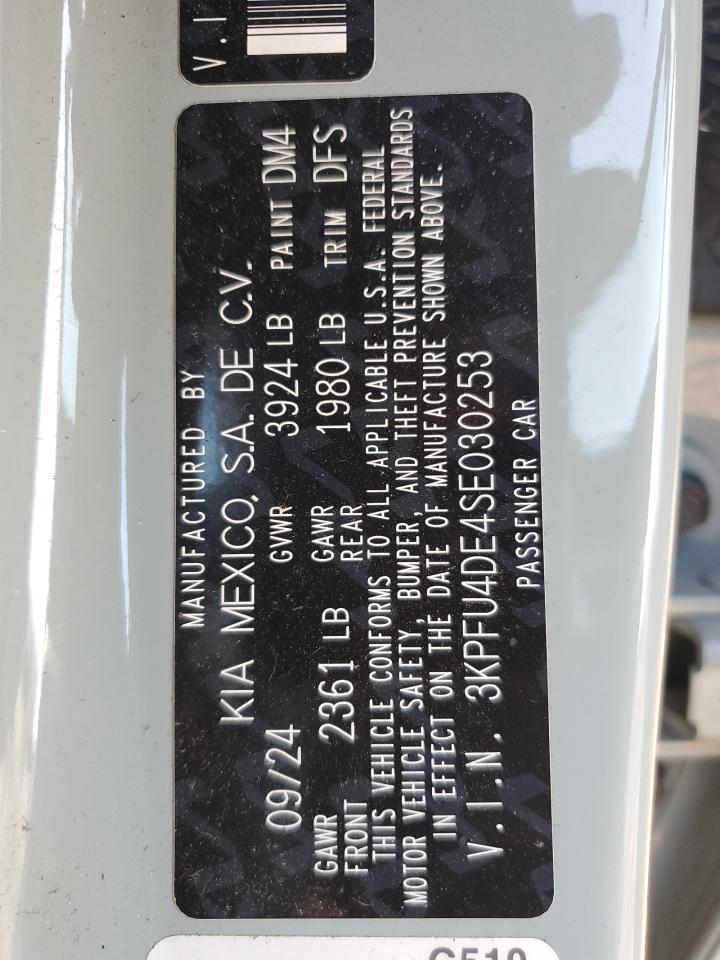 V.I
MANUFACTURED BY
KIA MEXICO, S.A. DE C.V.
09/24 GVWR 3924 LB PAINT DM4
GAWR FRONT 2361 LB GAWR REAR 1980 LB TRIM DFS
THIS VEHICLE CONFORMS TO ALL APPLICABLE U.S.A. FEDERAL
MOTOR VEHICLE SAFETY, BUMPER, AND THEFT PREVENTION STANDARDS
IN EFFECT ON THE DATE OF MANUFACTURE SHOWN ABOVE.
V.I.N. 3KPFU4DE4SE030253
PASSENGER CAR